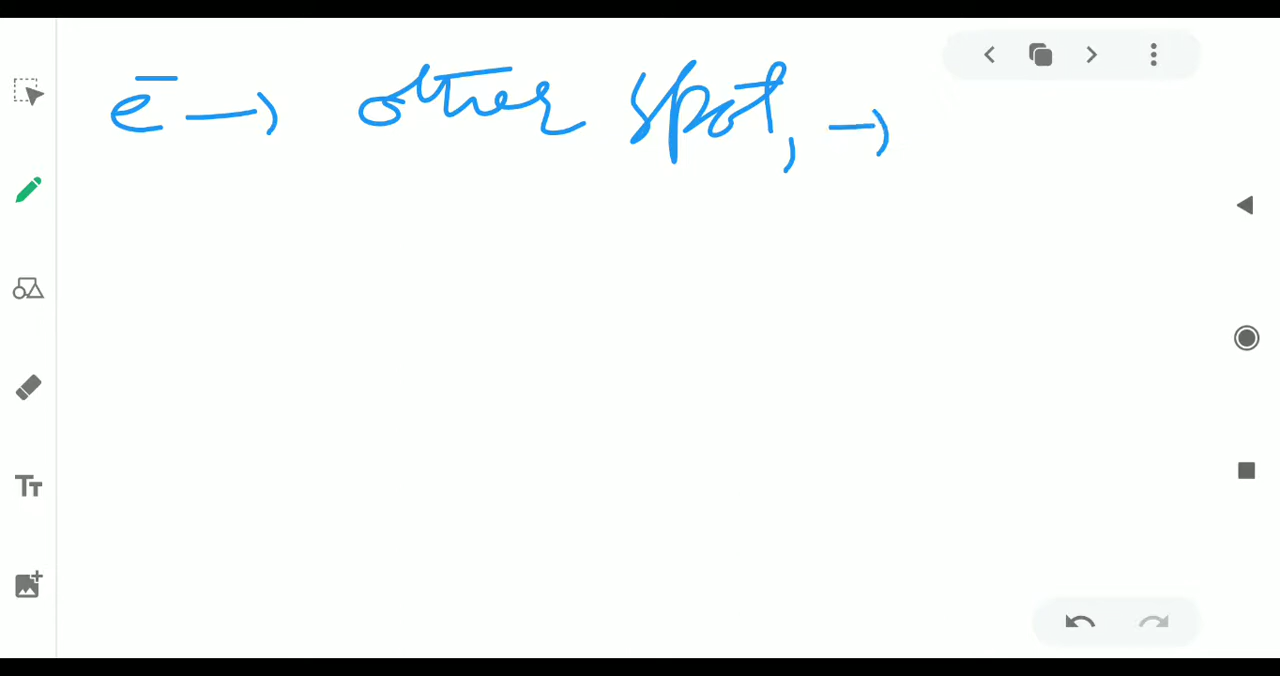 e̅ → other spot, →